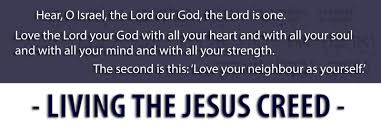 Hear, O Israel, the Lord our God, the Lord is one.
Love the Lord your God with all your heart and with all your soul
and with all your mind and with all your strength.
The second is this: 'Love your neighbour as yourself.'
- LIVING THE JESUS CREED -